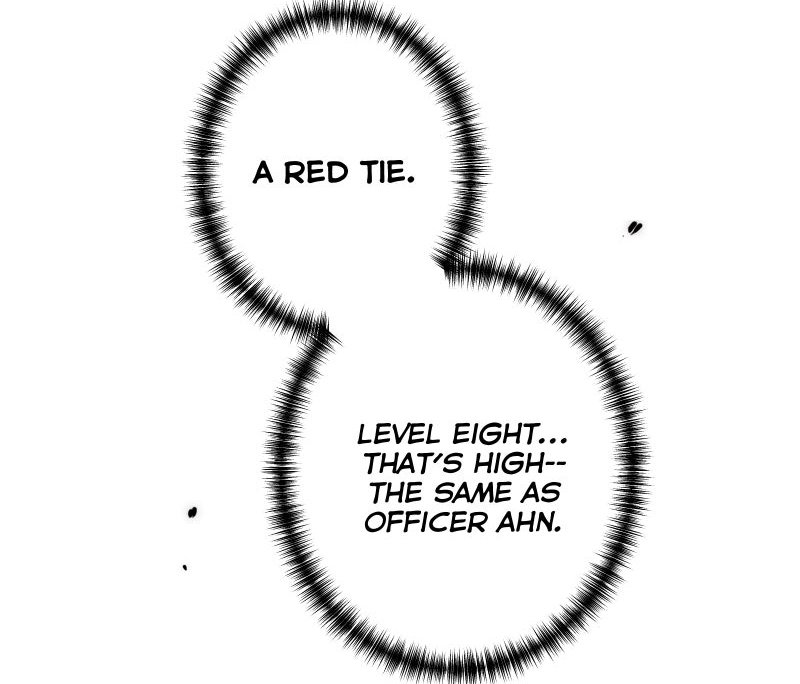 A RED TIE.
LEVEL EIGHT...
THAT'S HIGH--
THE SAME AS
OFFICER AHN.